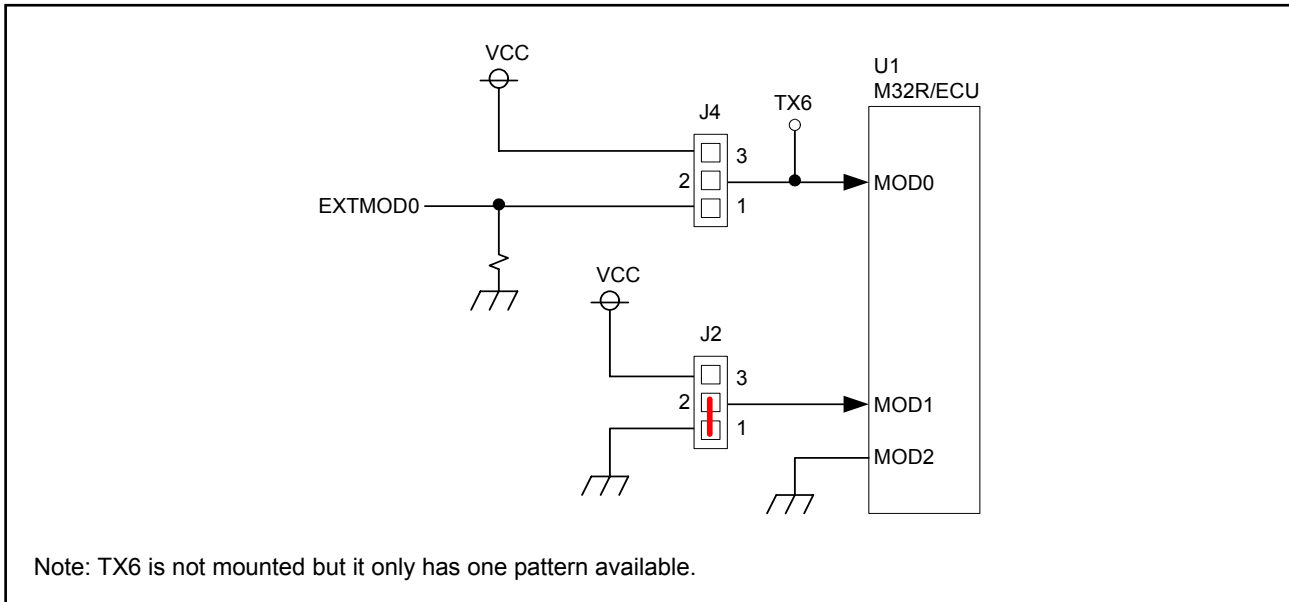 VCC
U1
M32R/ECU
TX6
J4
3
2
MOD0
EXTMOD0
1
VCC
J2
3
2
MOD1
1
MOD2
Note: TX6 is not mounted but it only has one pattern available.